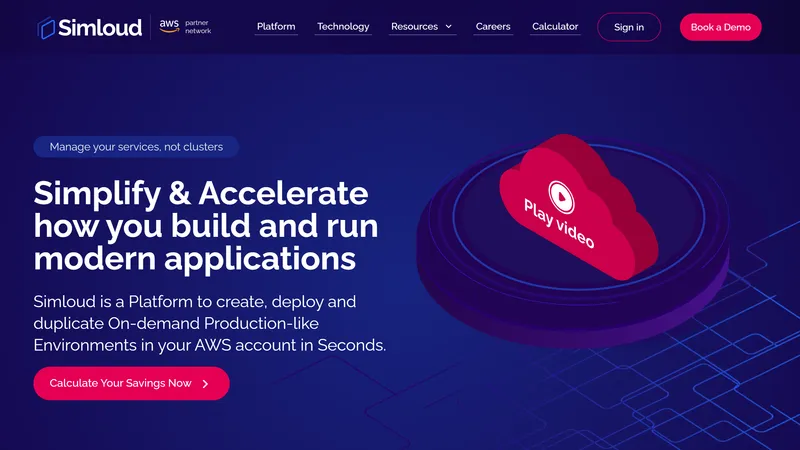 Simloud
aws partner network
Platform
Technology
Resources
Careers
Calculator
Sign in
Book a Demo
Manage your services, not clusters
Simplify & Accelerate
how you build and run
modern applications
Play video
Simloud is a Platform to create, deploy and
duplicate On-demand Production-like
Environments in your AWS account in Seconds.
Calculate Your Savings Now